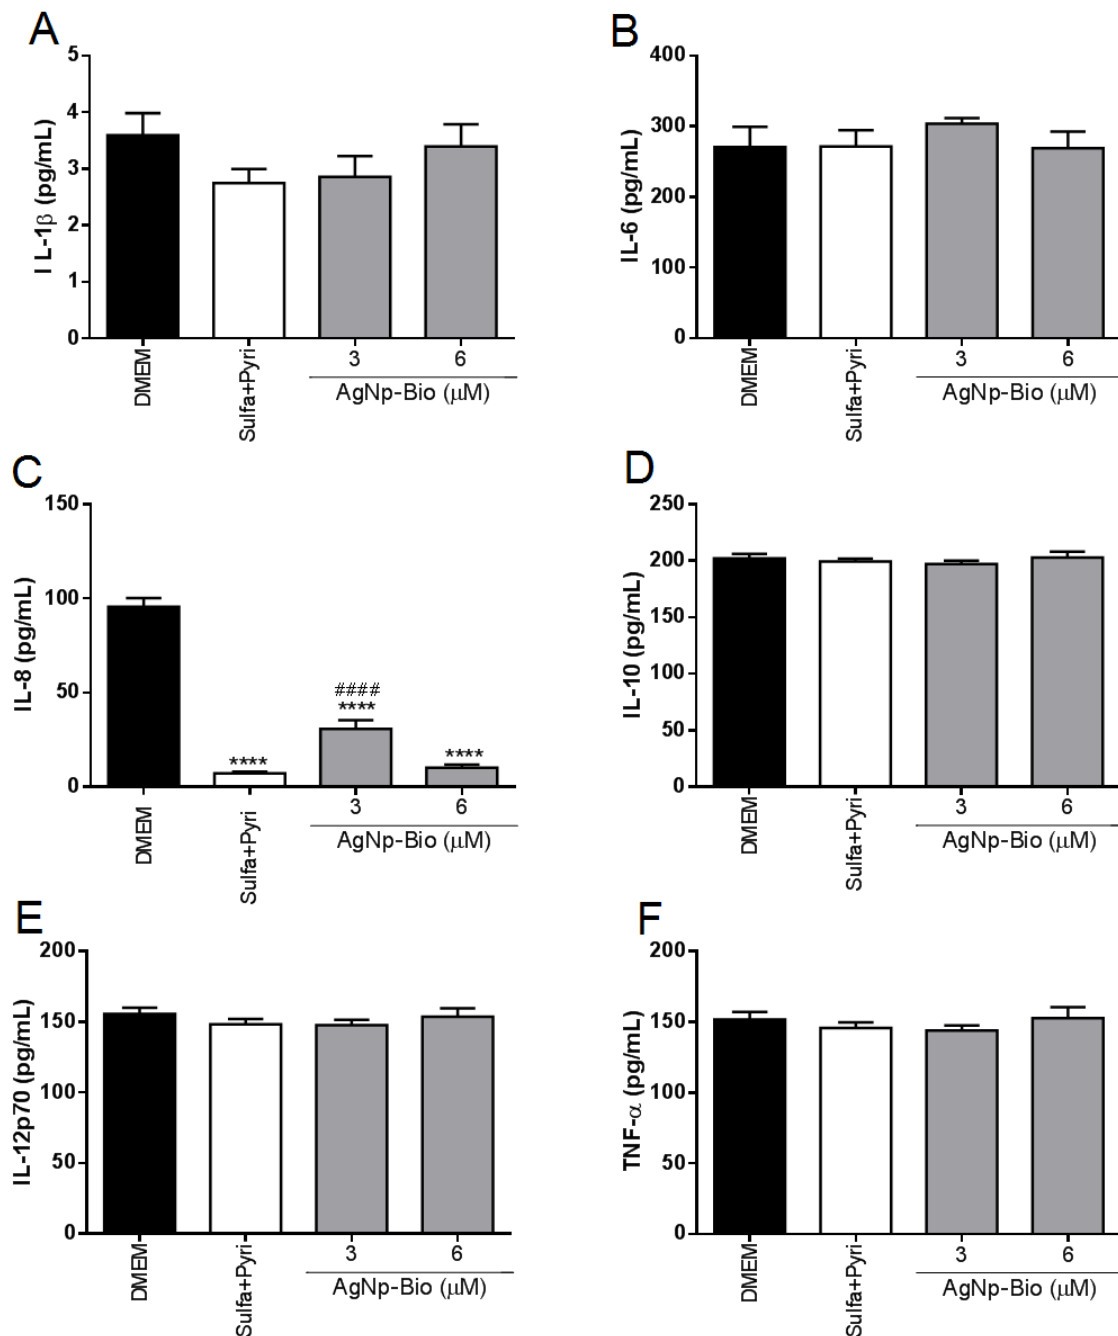 A
I L-1β (pg/mL)
5
4
3
2
1
0
DMEM
Sulfa+Pyri
3
6
AgNp-Bio (μM)
B
IL-6 (pg/mL)
400
300
200
100
0
DMEM
Sulfa+Pyri
3
6
AgNp-Bio (μM)
C
IL-8 (pg/mL)
150
100
50
0
####
****
****
****
DMEM
Sulfa+Pyri
3
6
AgNp-Bio (μM)
D
IL-10 (pg/mL)
250
200
150
100
50
0
DMEM
Sulfa+Pyri
3
6
AgNp-Bio (μM)
E
IL-12p70 (pg/mL)
200
150
100
50
0
DMEM
Sulfa+Pyri
3
6
AgNp-Bio (μM)
F
TNF-α (pg/mL)
200
150
100
50
0
DMEM
Sulfa+Pyri
3
6
AgNp-Bio (μM)